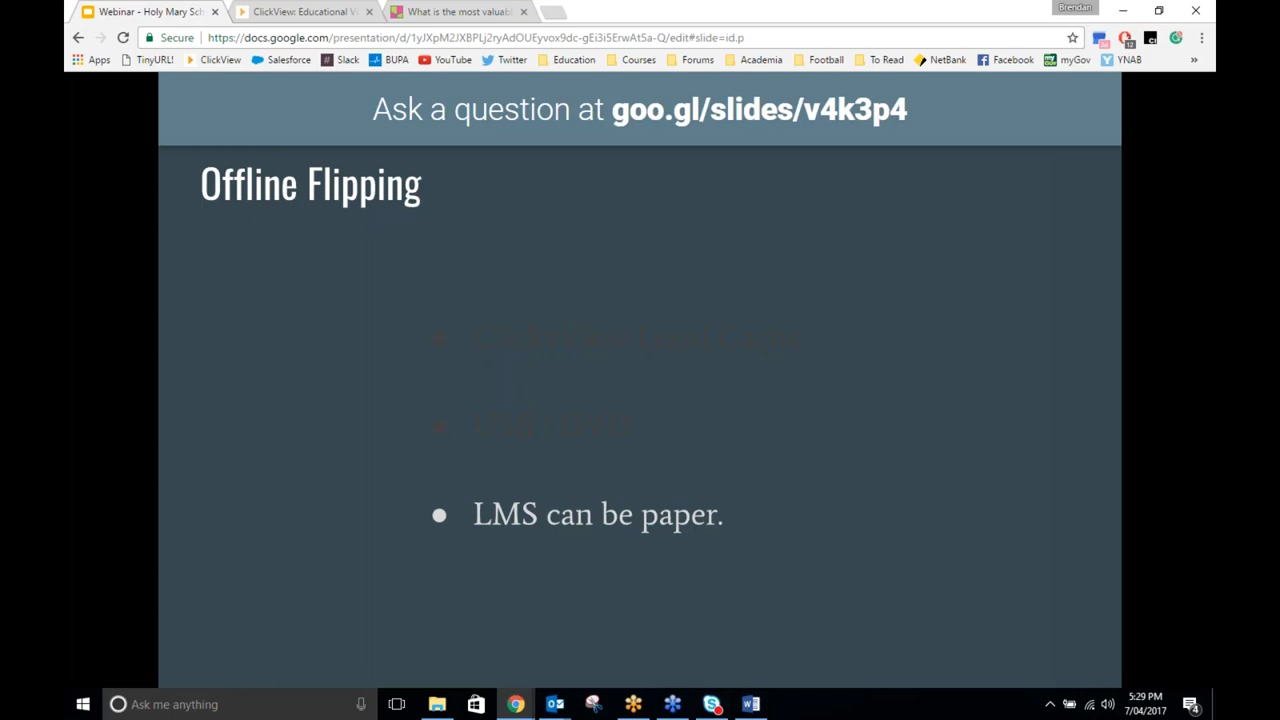 Brendan
Webinar - Holy Mary Sch
ClickView: Educational V
What is the most valuabl
Secure
https://docs.google.com/presentation/d/1yJXpM2JXBPLj2ryAdOUEyvox9dc-gEi3i5ErwAt5a-Q/edit#slide=id.p
12
Apps TinyURL! ClickView Salesforce Slack BUPA YouTube Twitter Education Courses Forums Academia Football To Read NetBank Facebook myGov YNAB »
Ask a question at goo.gl/slides/v4k3p4
Offline Flipping
● LMS can be paper.
Ask me anything
5:29 PM
7/04/2017
4